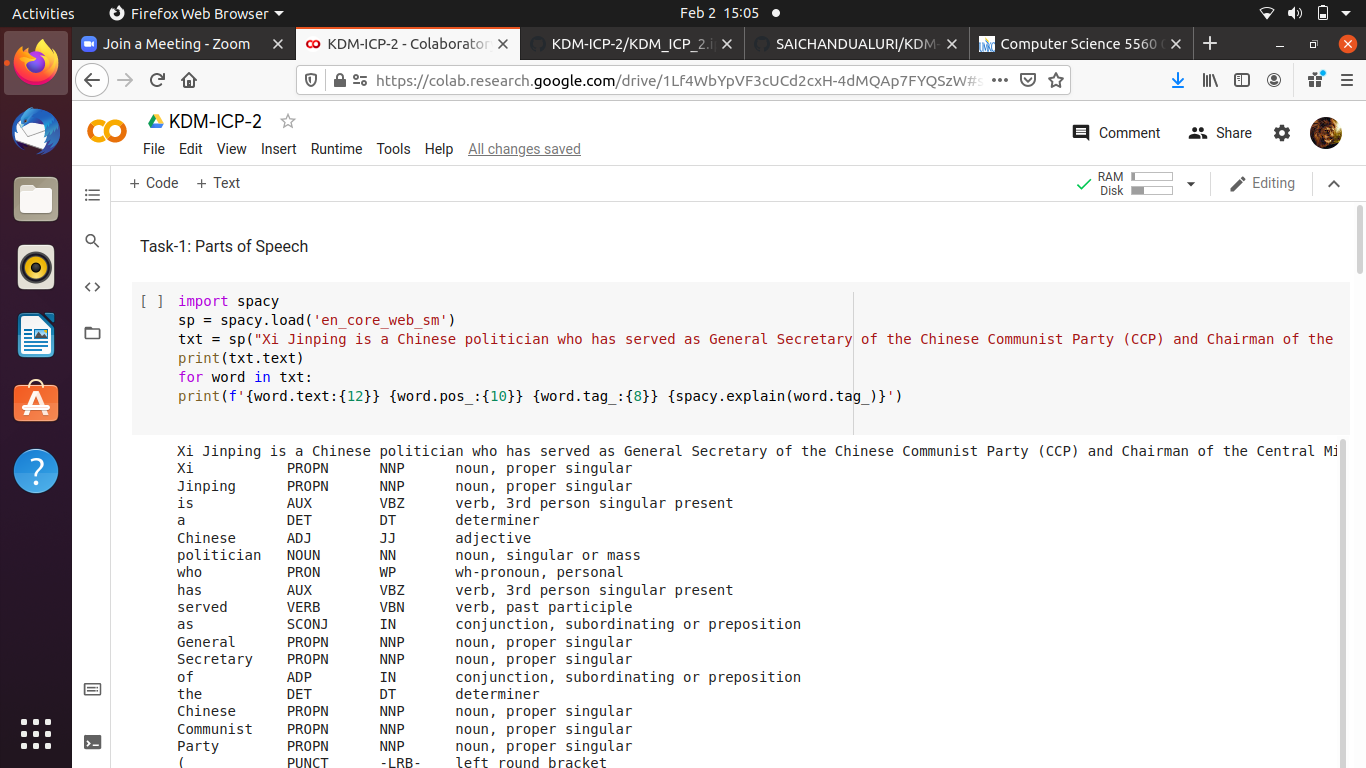 Activities Firefox Web Browser Feb 2 15:05
Join a Meeting - Zoom KDM-ICP-2 - Colaboratory KDM-ICP-2/KDM_ICP_2.i SAICHANDUALURI/KDM- Computer Science 5560
https://colab.research.google.com/drive/1Lf4WbYpVF3cUCd2cxH-4dMQAp7FYQSzW#s
KDM-ICP-2
Comment Share
File Edit View Insert Runtime Tools Help All changes saved
+ Code + Text RAM Disk Editing
Task-1: Parts of Speech
[ ] import spacy
sp = spacy.load('en_core_web_sm')
txt = sp("Xi Jinping is a Chinese politician who has served as General Secretary of the Chinese Communist Party (CCP) and Chairman of the
print(txt.text)
for word in txt:
print(f'{word.text:{12}} {word.pos_:{10}} {word.tag_:{8}} {spacy.explain(word.tag_)}')
Xi Jinping is a Chinese politician who has served as General Secretary of the Chinese Communist Party (CCP) and Chairman of the Central Mi
Xi PROPN NNP noun, proper singular
Jinping PROPN NNP noun, proper singular
is AUX VBZ verb, 3rd person singular present
a DET DT determiner
Chinese ADJ JJ adjective
politician NOUN NN noun, singular or mass
who PRON WP wh-pronoun, personal
has AUX VBZ verb, 3rd person singular present
served VERB VBN verb, past participle
as SCONJ IN conjunction, subordinating or preposition
General PROPN NNP noun, proper singular
Secretary PROPN NNP noun, proper singular
of ADP IN conjunction, subordinating or preposition
the DET DT determiner
Chinese PROPN NNP noun, proper singular
Communist PROPN NNP noun, proper singular
Party PROPN NNP noun, proper singular
( PUNCT -LRB- left round bracket